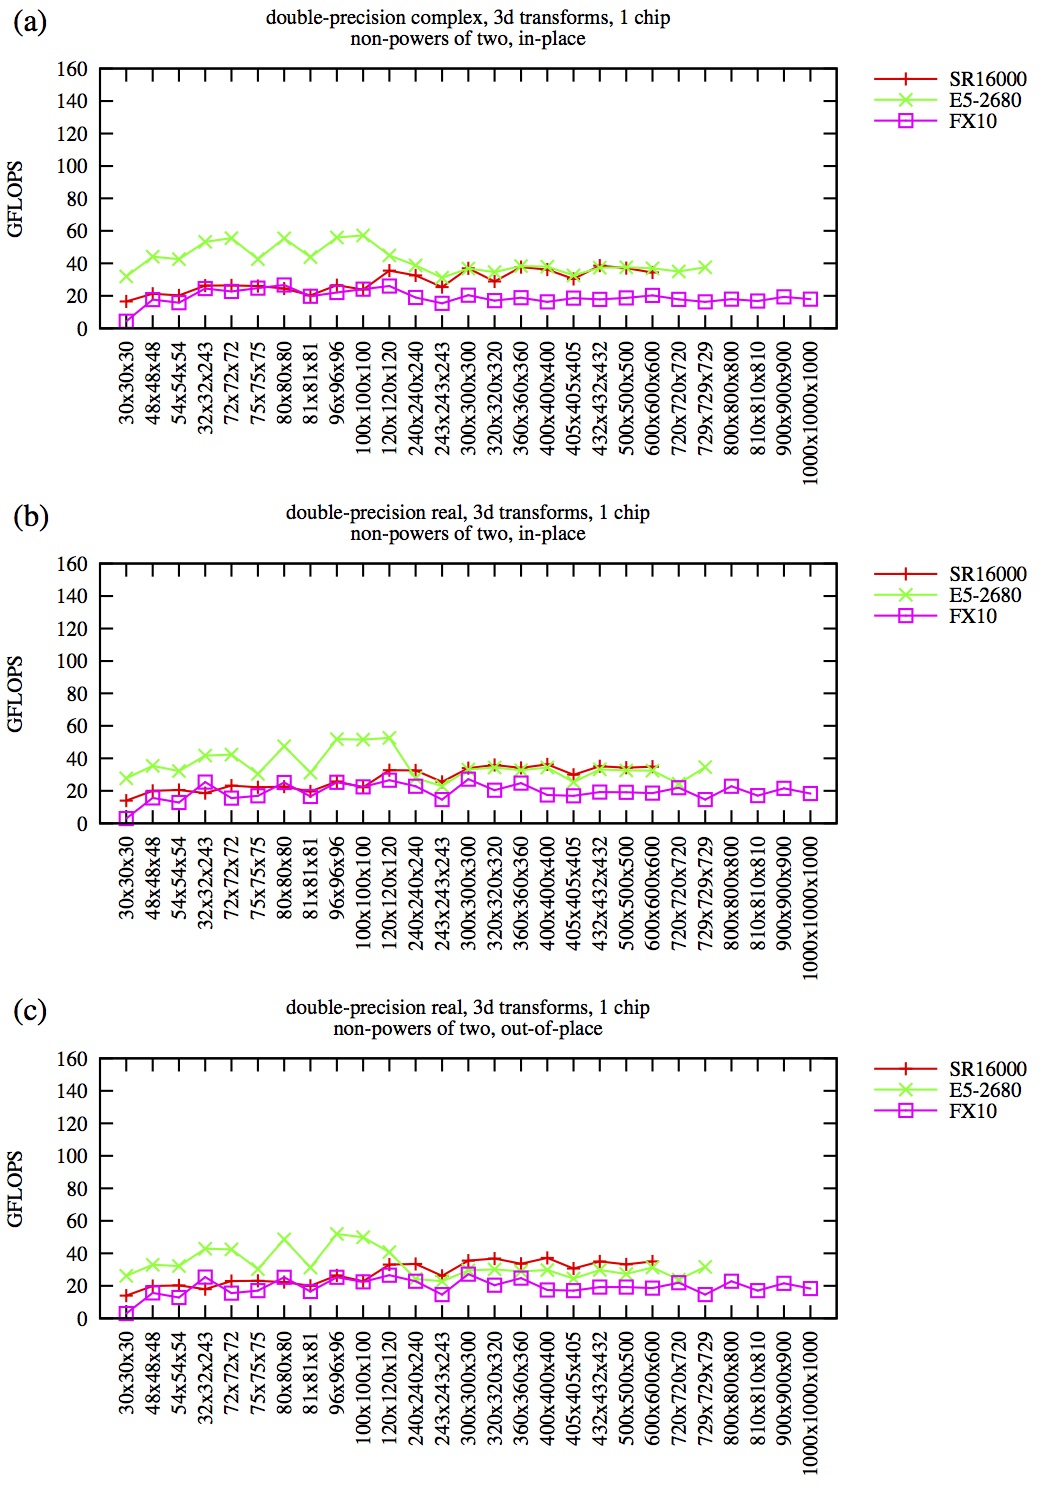 (a)
double-precision complex, 3d transforms, 1 chip
non-powers of two, in-place
GFLOPS
160
140
120
100
80
60
40
20
0
30x30x30
48x48x48
54x54x54
32x32x243
72x72x72
75x75x75
80x80x80
81x81x81
96x96x96
100x100x100
120x120x120
240x240x240
243x243x243
300x300x300
320x320x320
360x360x360
400x400x400
405x405x405
432x432x432
500x500x500
600x600x600
720x720x720
729x729x729
800x800x800
810x810x810
900x900x900
1000x1000x1000
SR16000
E5-2680
FX10
(b)
double-precision real, 3d transforms, 1 chip
non-powers of two, in-place
GFLOPS
160
140
120
100
80
60
40
20
0
30x30x30
48x48x48
54x54x54
32x32x243
72x72x72
75x75x75
80x80x80
81x81x81
96x96x96
100x100x100
120x120x120
240x240x240
243x243x243
300x300x300
320x320x320
360x360x360
400x400x400
405x405x405
432x432x432
500x500x500
600x600x600
720x720x720
729x729x729
800x800x800
810x810x810
900x900x900
1000x1000x1000
SR16000
E5-2680
FX10
(c)
double-precision real, 3d transforms, 1 chip
non-powers of two, out-of-place
GFLOPS
160
140
120
100
80
60
40
20
0
30x30x30
48x48x48
54x54x54
32x32x243
72x72x72
75x75x75
80x80x80
81x81x81
96x96x96
100x100x100
120x120x120
240x240x240
243x243x243
300x300x300
320x320x320
360x360x360
400x400x400
405x405x405
432x432x432
500x500x500
600x600x600
720x720x720
729x729x729
800x800x800
810x810x810
900x900x900
1000x1000x1000
SR16000
E5-2680
FX10